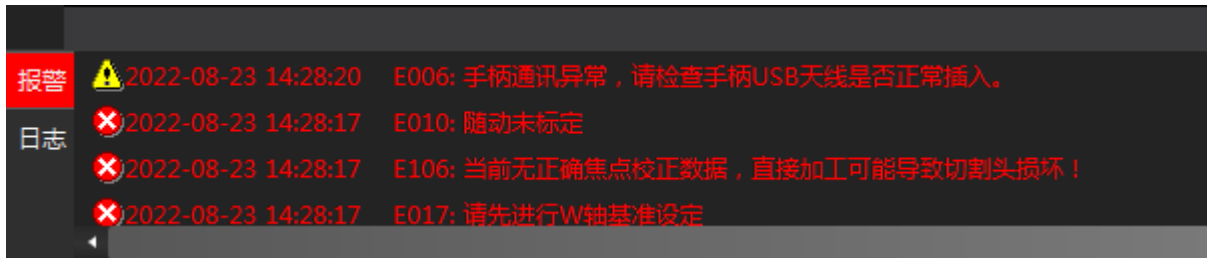 报警
2022-08-23 14:28:20 E006: 手柄通讯异常，请检查手柄USB天线是否正常插入。
2022-08-23 14:28:17 E010: 随动未标定
日志
2022-08-23 14:28:17 E106: 当前无正确焦点校正数据，直接加工可能导致切割头损坏！
2022-08-23 14:28:17 E017: 请先进行W轴基准设定